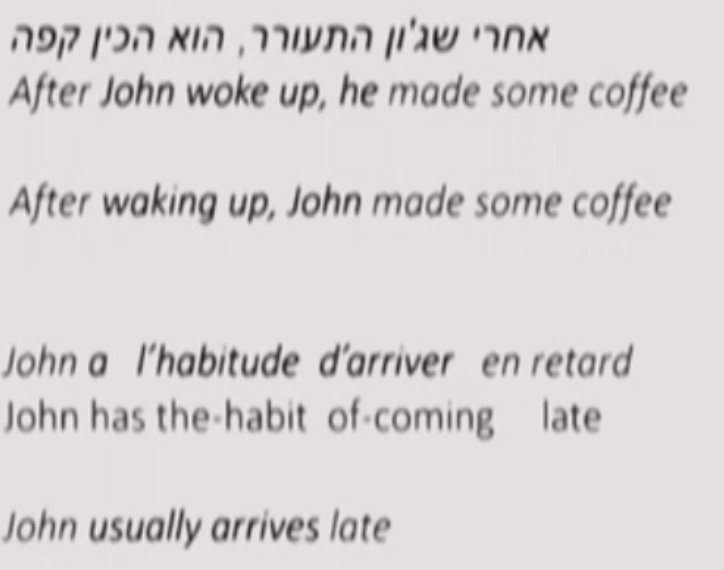 אחרי שג'ון התעורר, הוא הכין קפה
After John woke up, he made some coffee
After waking up, John made some coffee
John a l'habitude d'arriver en retard
John has the-habit of-coming late
John usually arrives late